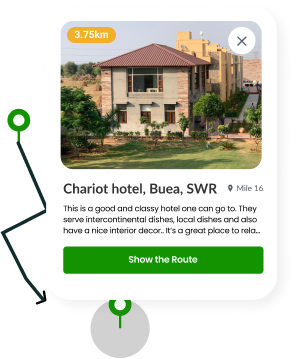 3.75km
Chariot hotel, Buea, SWR
Mile 16
This is a good and classy hotel one can go to. They
serve intercontinental dishes, local dishes and also
have a nice interior decor.. It's a great place to rela...
Show the Route